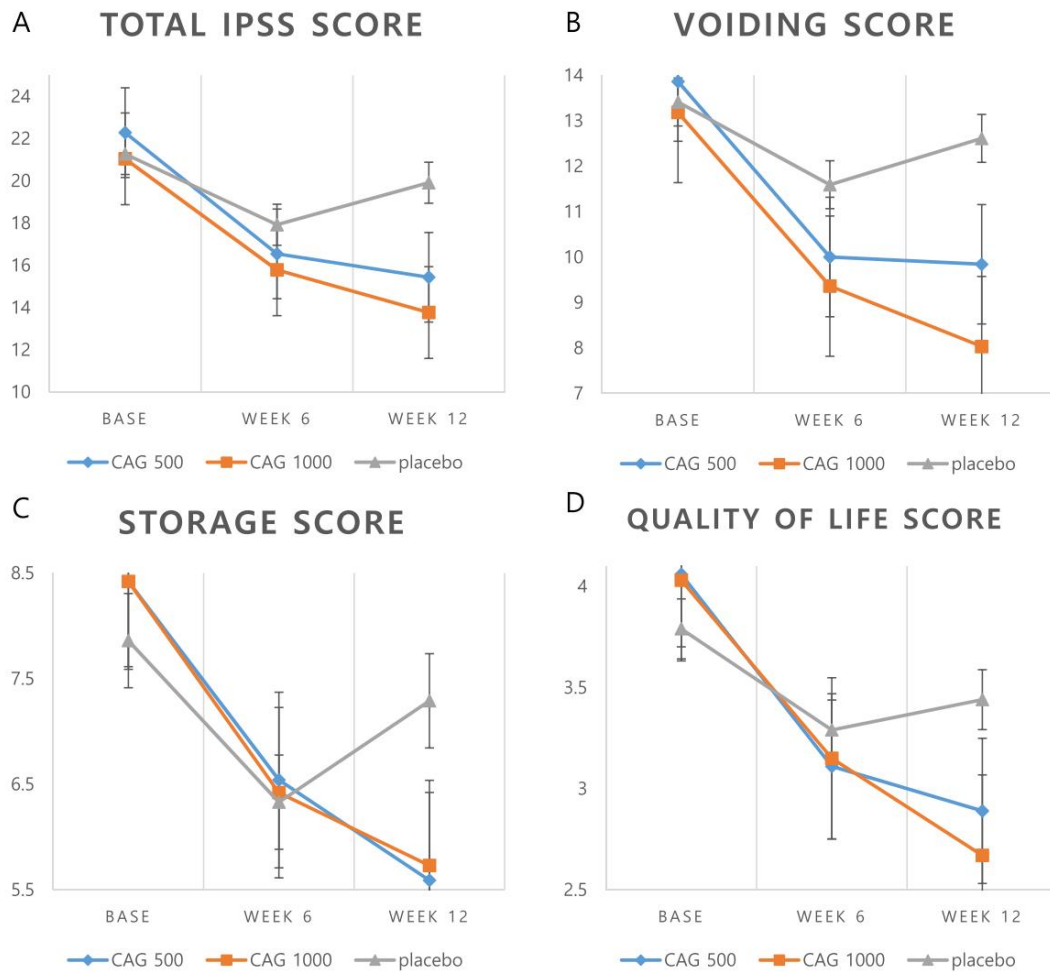 A
TOTAL IPSS SCORE
24
22
20
18
16
14
12
10
BASE WEEK 6 WEEK 12
CAG 500 CAG 1000 placebo
B
VOIDING SCORE
14
13
12
11
10
9
8
7
BASE WEEK 6 WEEK 12
CAG 500 CAG 1000 placebo
C
STORAGE SCORE
8.5
7.5
6.5
5.5
BASE WEEK 6 WEEK 12
CAG 500 CAG 1000 placebo
D
QUALITY OF LIFE SCORE
4
3.5
3
2.5
BASE WEEK 6 WEEK 12
CAG 500 CAG 1000 placebo